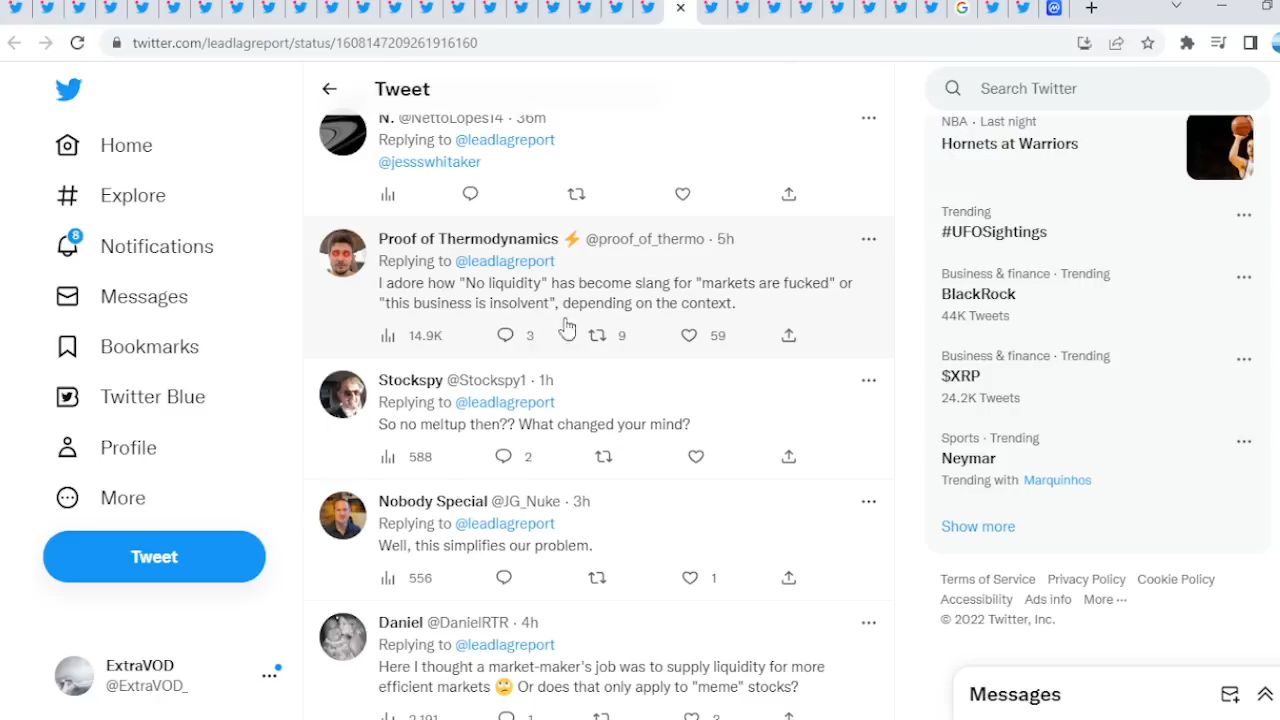 twitter.com/leadlagreport/status/1608147209261916160
Home
Explore
8
Notifications
Messages
Bookmarks
Twitter Blue
Profile
More
Tweet
ExtraVOD
@ExtraVOD_
Tweet
N. @NettoLopes14 · 36m
Replying to @leadlagreport
@jessswhitaker
Proof of Thermodynamics ⚡ @proof_of_thermo · 5h
Replying to @leadlagreport
I adore how "No liquidity" has become slang for "markets are fucked" or
"this business is insolvent", depending on the context.
14.9K 3 9 59
Stockspy @Stockspy1 · 1h
Replying to @leadlagreport
So no meltup then?? What changed your mind?
588 2
Nobody Special @JG_Nuke · 3h
Replying to @leadlagreport
Well, this simplifies our problem.
556 1
Daniel @DanielRTR · 4h
Replying to @leadlagreport
Here I thought a market-maker's job was to supply liquidity for more
efficient markets 🙄 Or does that only apply to "meme" stocks?
2,191 1 3
Search Twitter
NBA · Last night
Hornets at Warriors
Trending
#UFOSightings
Business & finance · Trending
BlackRock
44K Tweets
Business & finance · Trending
$XRP
24.2K Tweets
Sports · Trending
Neymar
Trending with Marquinhos
Show more
Terms of Service Privacy Policy Cookie Policy
Accessibility Ads info More ···
© 2022 Twitter, Inc.
Messages